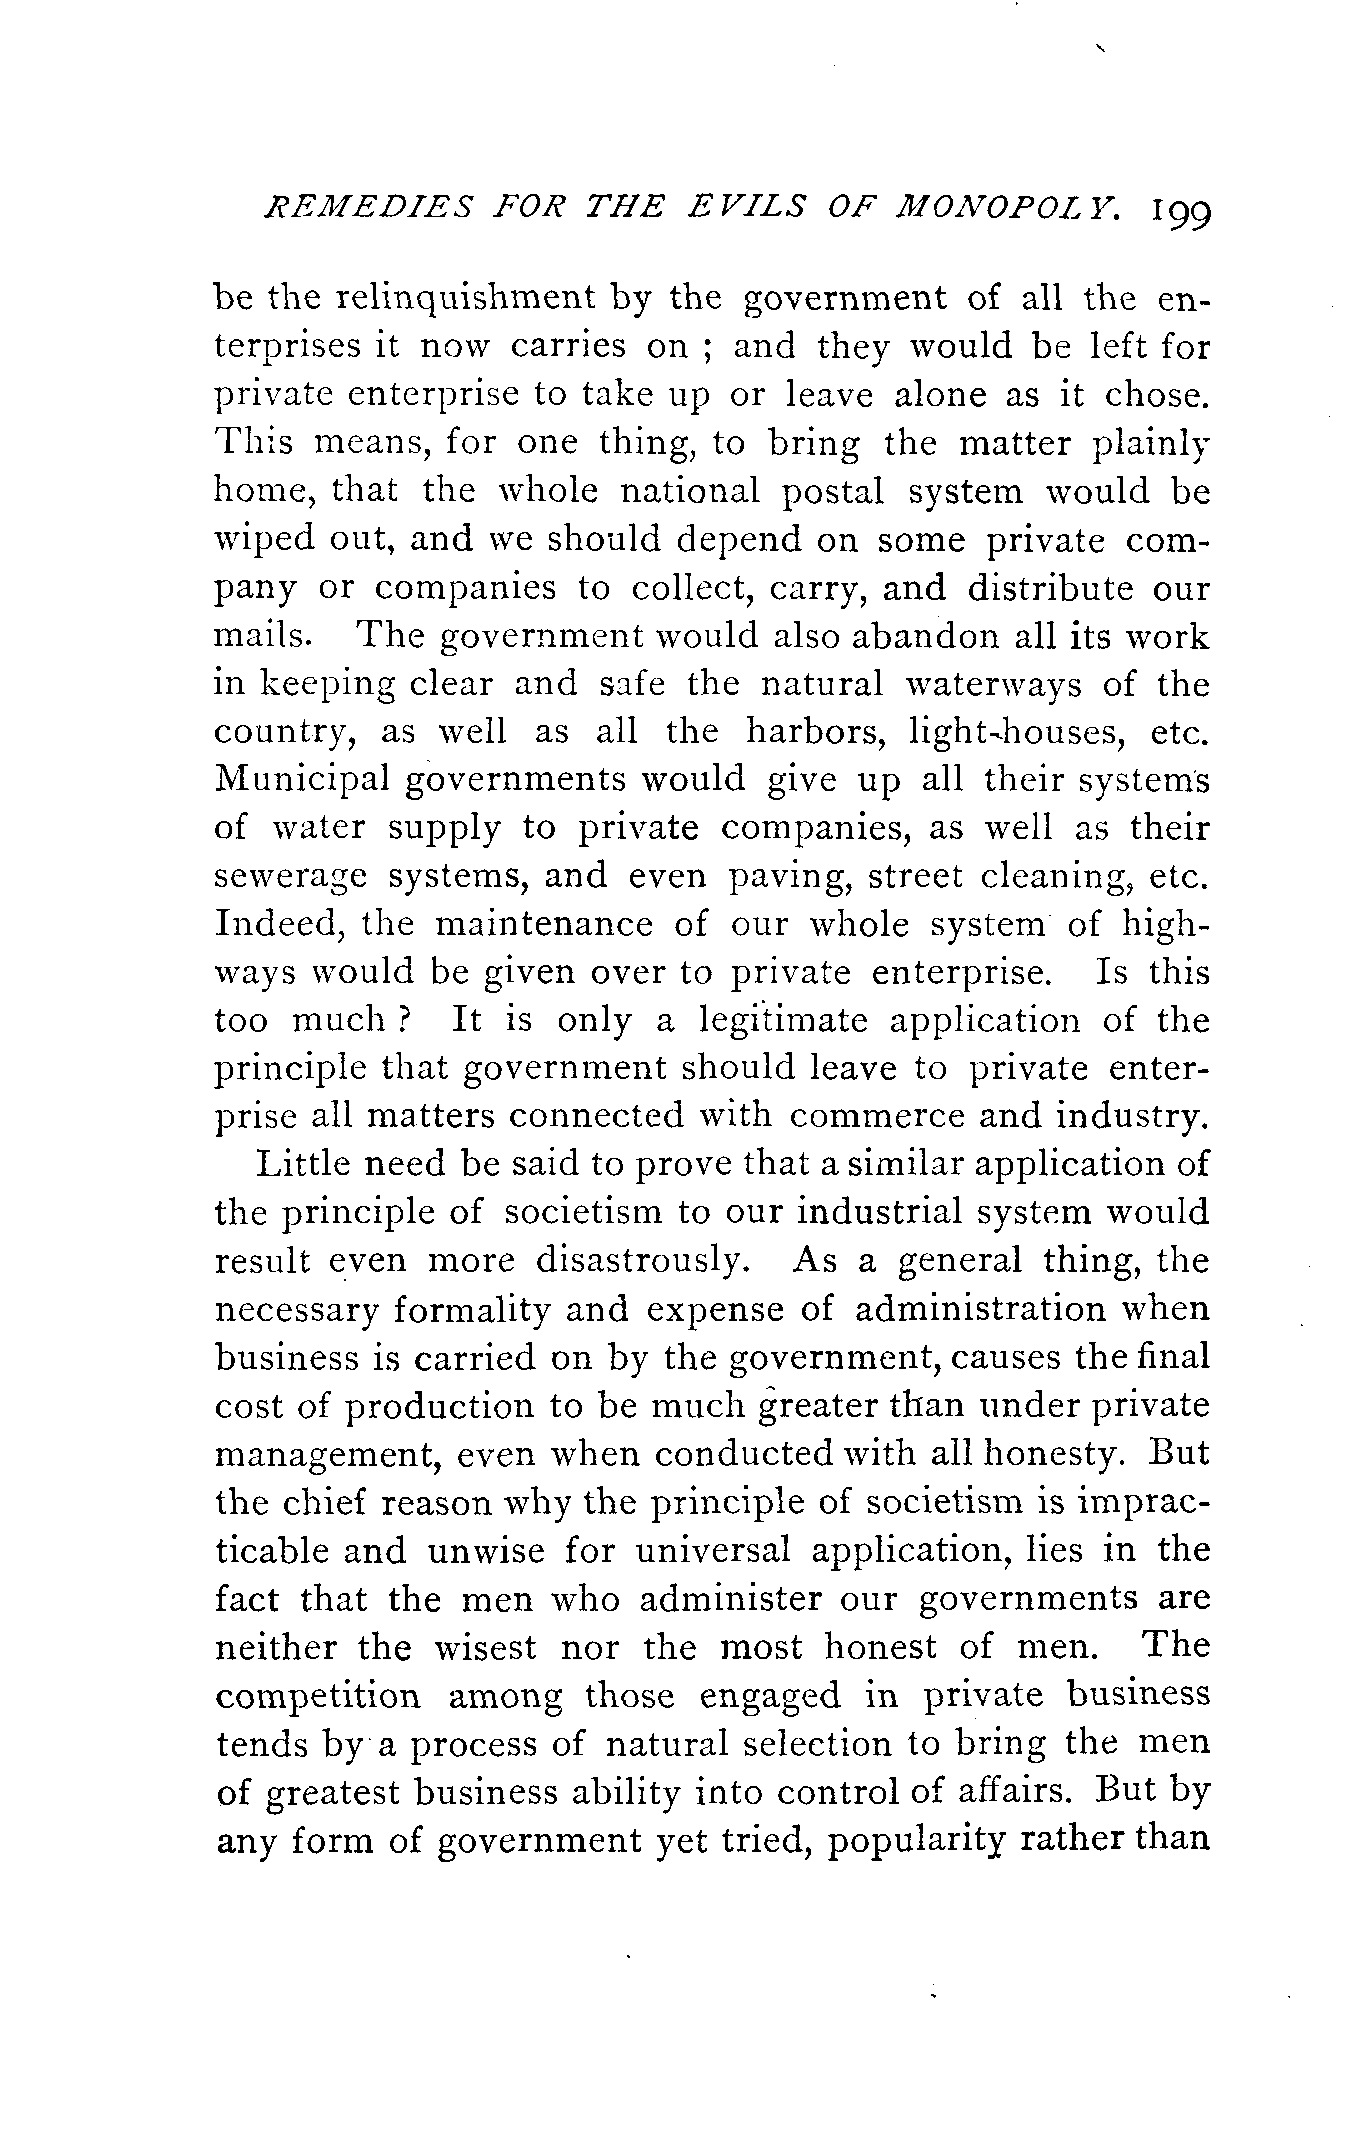 REMEDIES FOR THE EVILS OF MONOPOLY. 199
be the relinquishment by the government of all the en-
terprises it now carries on ; and they would be left for
private enterprise to take up or leave alone as it chose.
This means, for one thing, to bring the matter plainly
home, that the whole national postal system would be
wiped out, and we should depend on some private com-
pany or companies to collect, carry, and distribute our
mails. The government would also abandon all its work
in keeping clear and safe the natural waterways of the
country, as well as all the harbors, light-houses, etc.
Municipal governments would give up all their systems
of water supply to private companies, as well as their
sewerage systems, and even paving, street cleaning, etc.
Indeed, the maintenance of our whole system of high-
ways would be given over to private enterprise. Is this
too much ? It is only a legitimate application of the
principle that government should leave to private enter-
prise all matters connected with commerce and industry.
Little need be said to prove that a similar application of
the principle of societism to our industrial system would
result even more disastrously. As a general thing, the
necessary formality and expense of administration when
business is carried on by the government, causes the final
cost of production to be much greater than under private
management, even when conducted with all honesty. But
the chief reason why the principle of societism is imprac-
ticable and unwise for universal application, lies in the
fact that the men who administer our governments are
neither the wisest nor the most honest of men. The
competition among those engaged in private business
tends by a process of natural selection to bring the men
of greatest business ability into control of affairs. But by
any form of government yet tried, popularity rather than